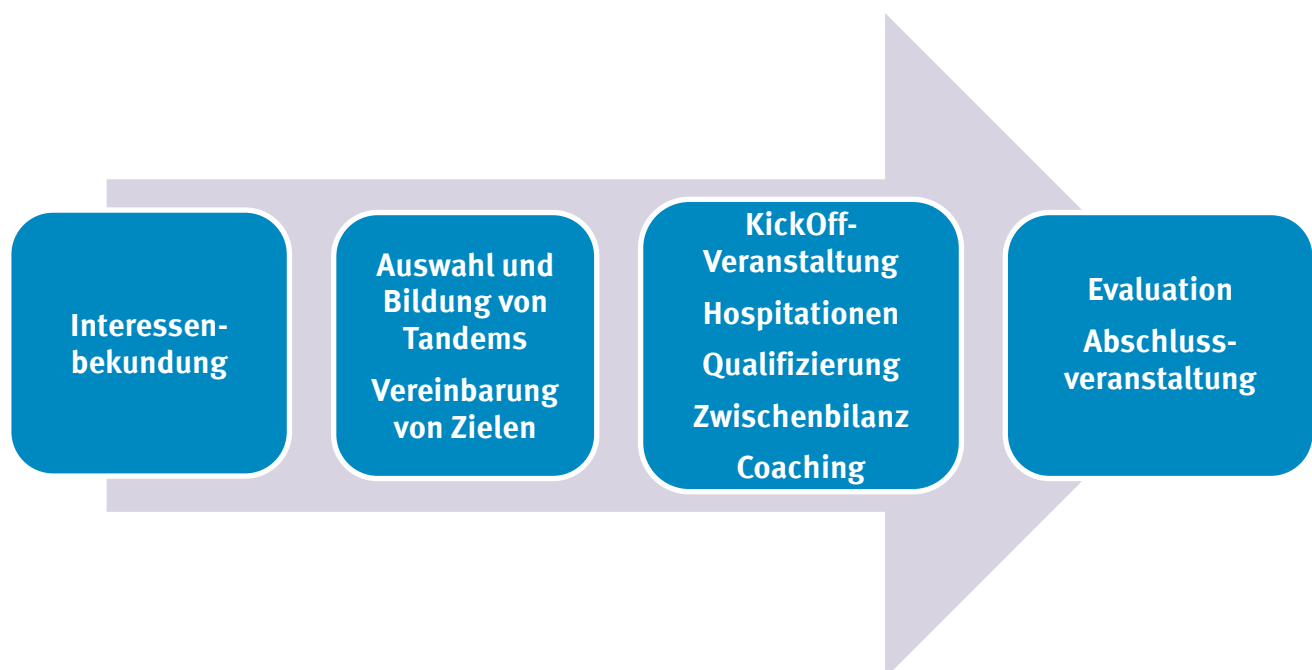 Interessen-
bekundung
Auswahl und
Bildung von
Tandems
Vereinbarung
von Zielen
KickOff-
Veranstaltung
Hospitationen
Qualifizierung
Zwischenbilanz
Coaching
Evaluation
Abschluss-
veranstaltung